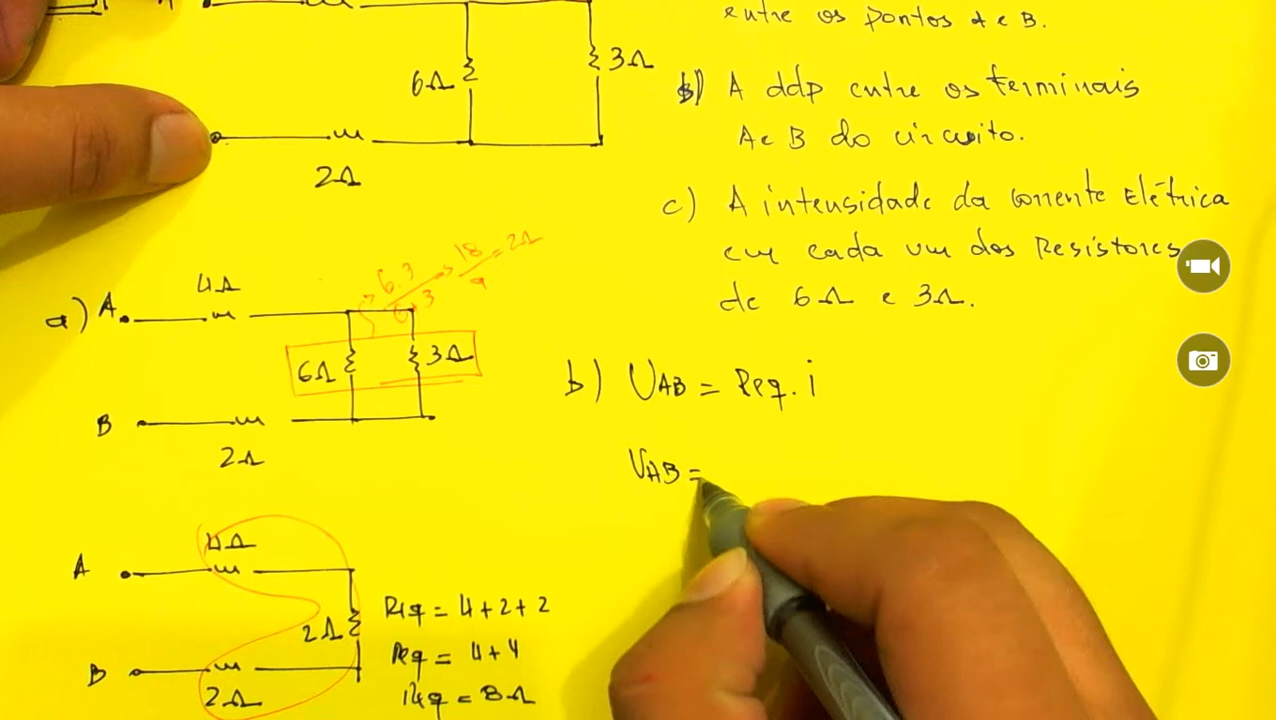 entre os pontos A e B.
6Ω
3Ω
2Ω
b) A ddp entre os terminais
A e B do circuito.
c) A intensidade da corrente Elétrica
em cada um dos Resistores
de 6Ω e 3Ω.
a) A
4Ω
6Ω
3Ω
B
2Ω
6.3
6+3
18
9
=2Ω
b) UAB = Req. i
UAB =
A
4Ω
2Ω
B
2Ω
Req = 4+2+2
Req = 4+4
Req = 8Ω